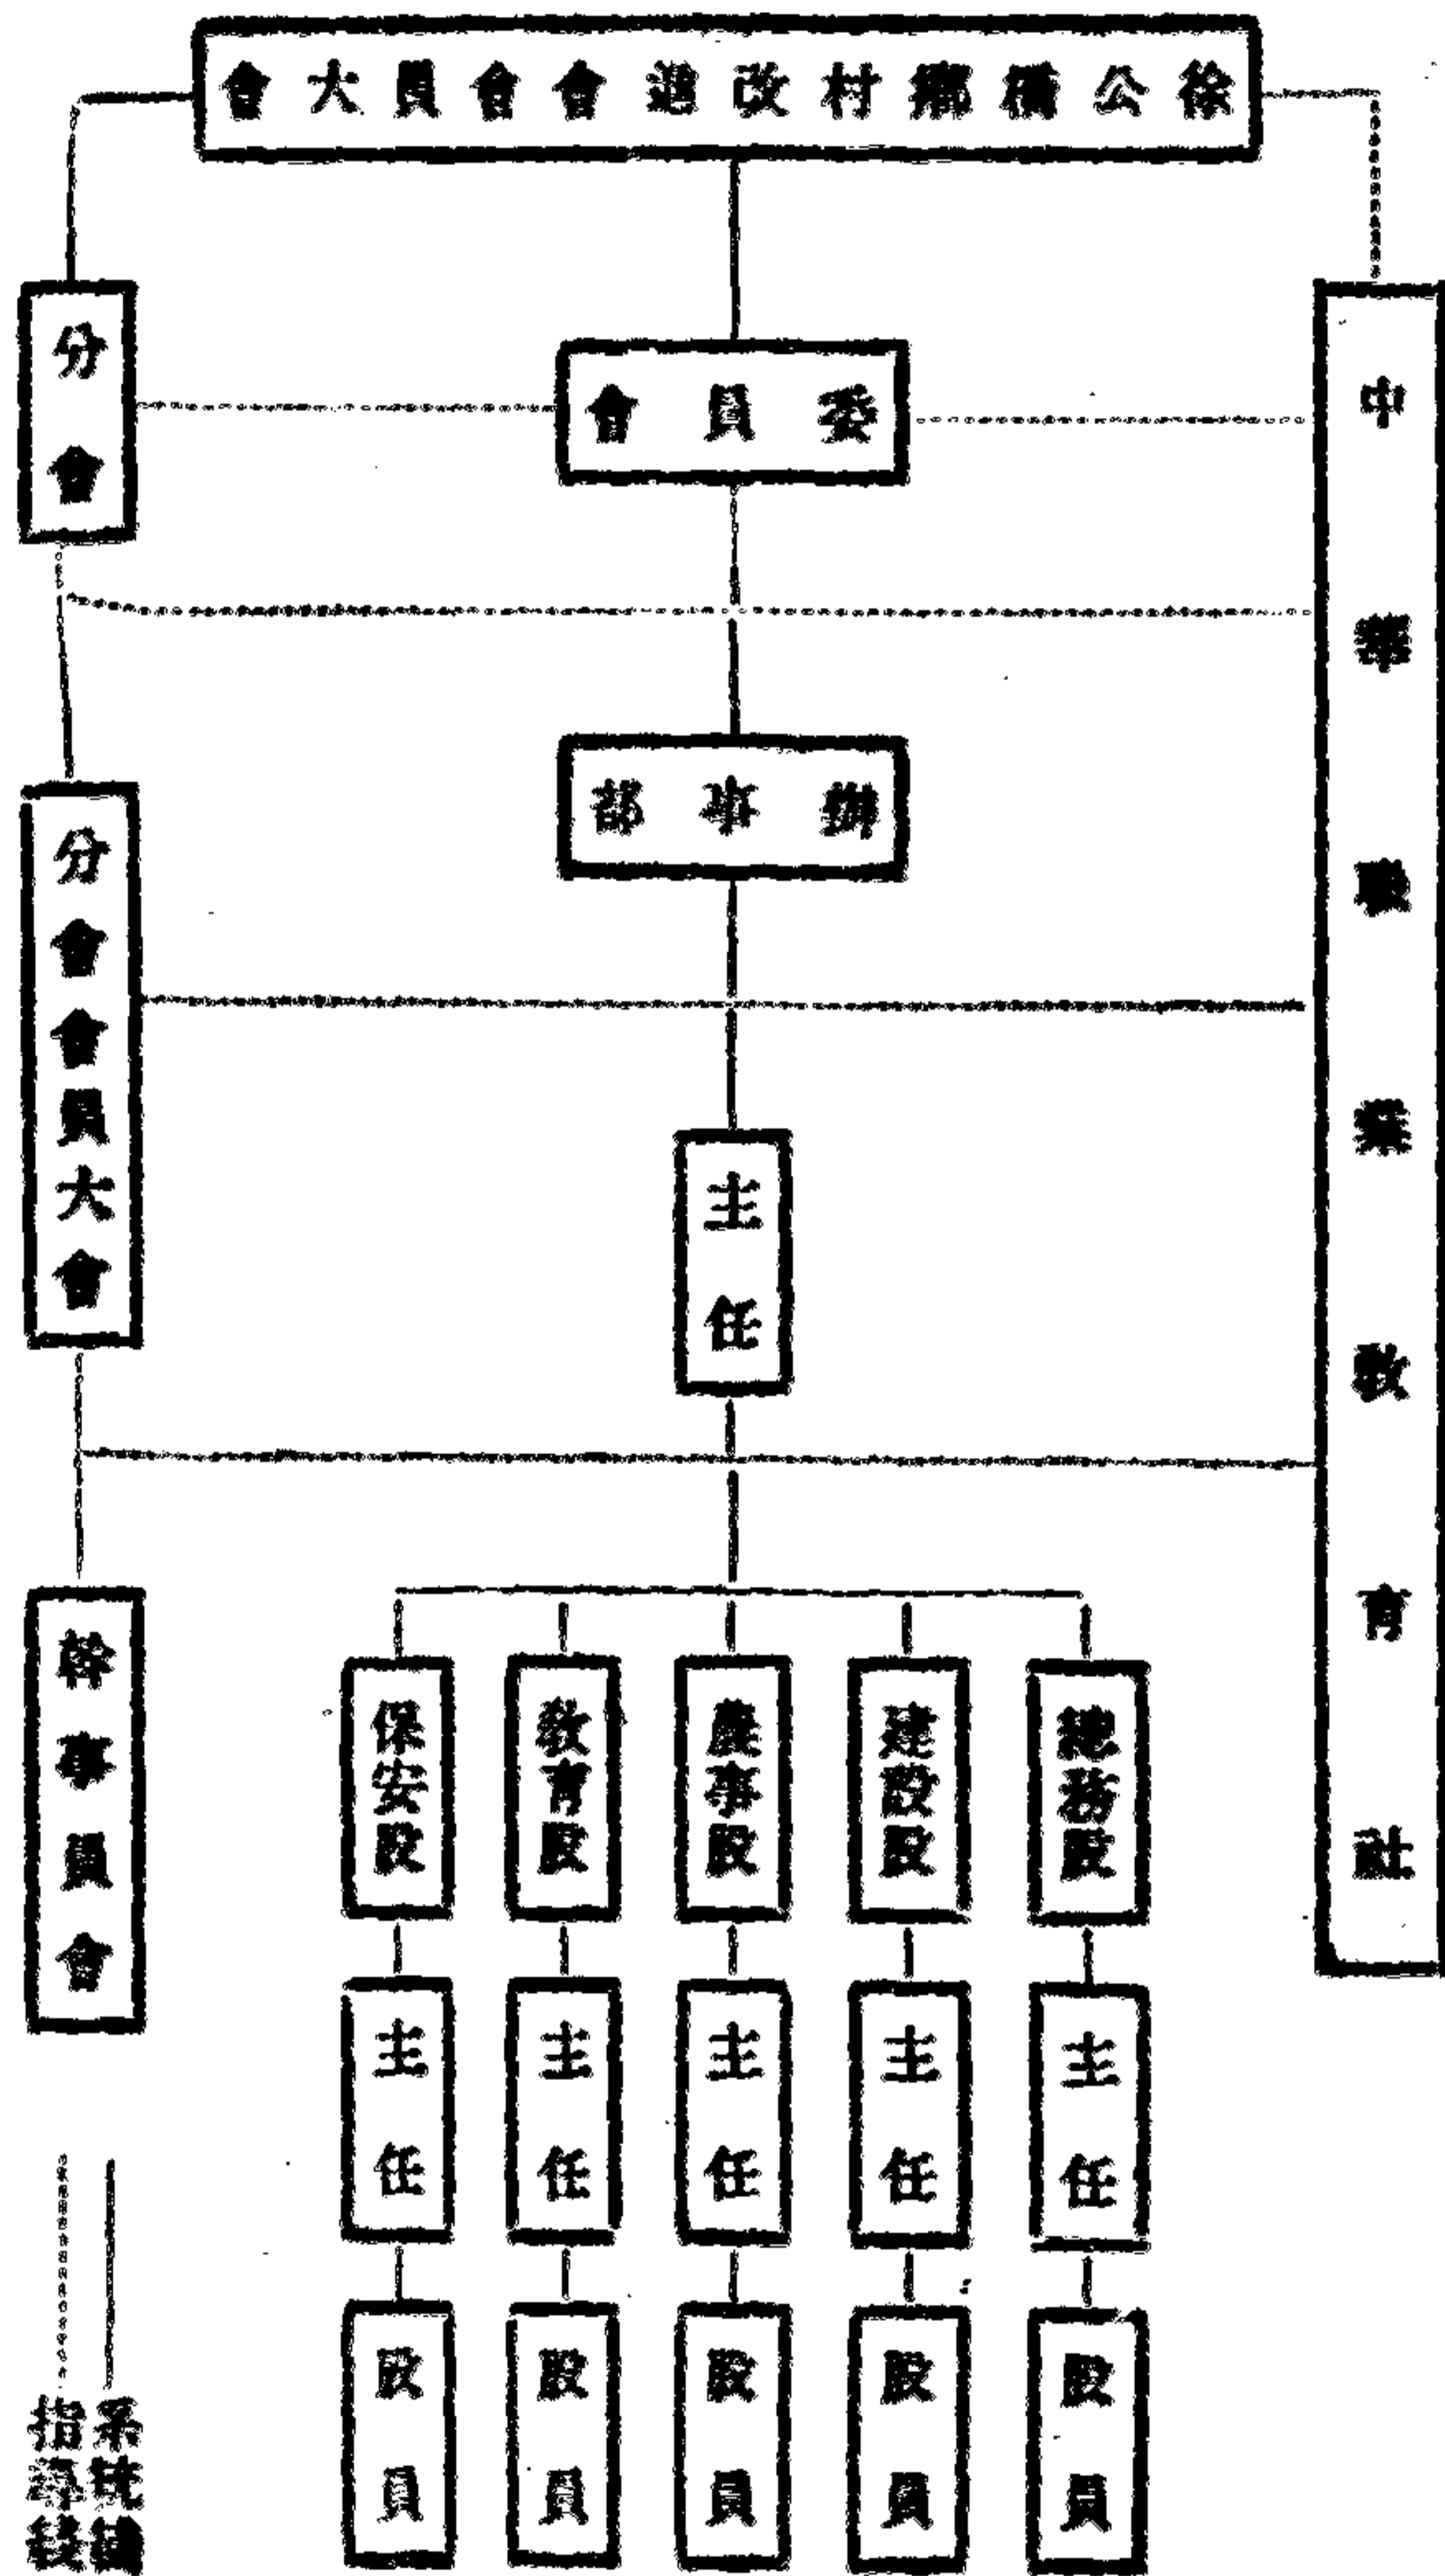 徐公橋鄉村改進會會員大會
中華職業教育社
委員會
分會
辦事部
分會會員大會
主任
幹事員會
總務股
建設股
農事股
教育股
保安股
主任
主任
主任
主任
主任
股員
股員
股員
股員
股員
系統線
指導線